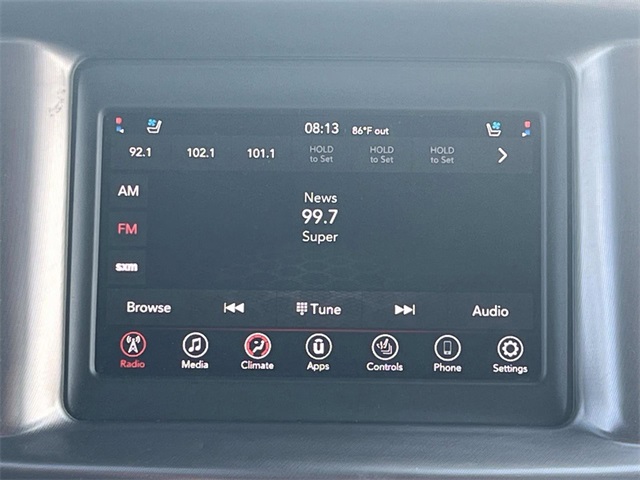 08:13 86°F out
92.1 102.1 101.1 HOLD to Set HOLD to Set HOLD to Set
AM
News
99.7
FM
Super
sxm
Browse Tune Audio
Radio Media Climate Apps Controls Phone Settings